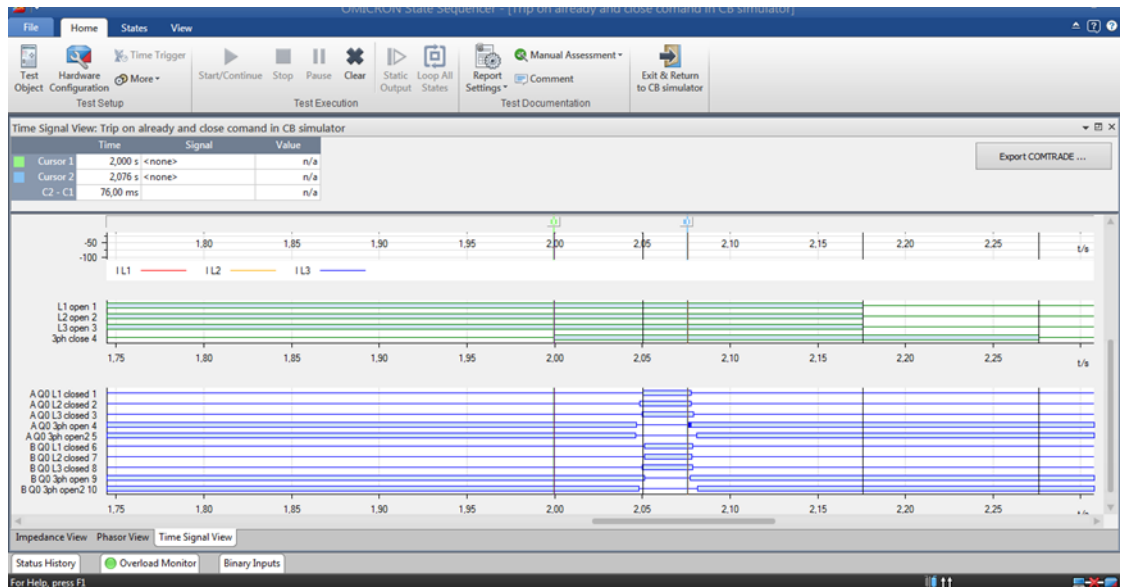 OMICRON State Sequencer - [Trip on already and close comand in CB simulator]
File Home States View
Test Object
Hardware Configuration
Time Trigger
More
Test Setup
Start/Continue Stop Pause Clear
Static Output
Loop All States
Test Execution
Report Settings
Manual Assessment
Comment
Test Documentation
Exit & Return to CB simulator
Time Signal View: Trip on already and close comand in CB simulator
Time Signal Value
Cursor 1 2,000 s <none> n/a
Cursor 2 2,076 s <none> n/a
C2 - C1 76,00 ms n/a
Export COMTRADE ...
-50
-100
1,80 1,85 1,90 1,95 2,00 2,05 2,10 2,15 2,20 2,25 t/s
I L1 I L2 I L3
L1 open 1
L2 open 2
L3 open 3
3ph close 4
1,75 1,80 1,85 1,90 1,95 2,00 2,05 2,10 2,15 2,20 2,25 t/s
A Q0 L1 closed 1
A Q0 L2 closed 2
A Q0 L3 closed 3
A Q0 3ph open 4
A Q0 3ph open2 5
B Q0 L1 closed 6
B Q0 L2 closed 7
B Q0 L3 closed 8
B Q0 3ph open 9
B Q0 3ph open2 10
1,75 1,80 1,85 1,90 1,95 2,00 2,05 2,10 2,15 2,20 2,25
Impedance View Phasor View Time Signal View
Status History Overload Monitor Binary Inputs
For Help, press F1